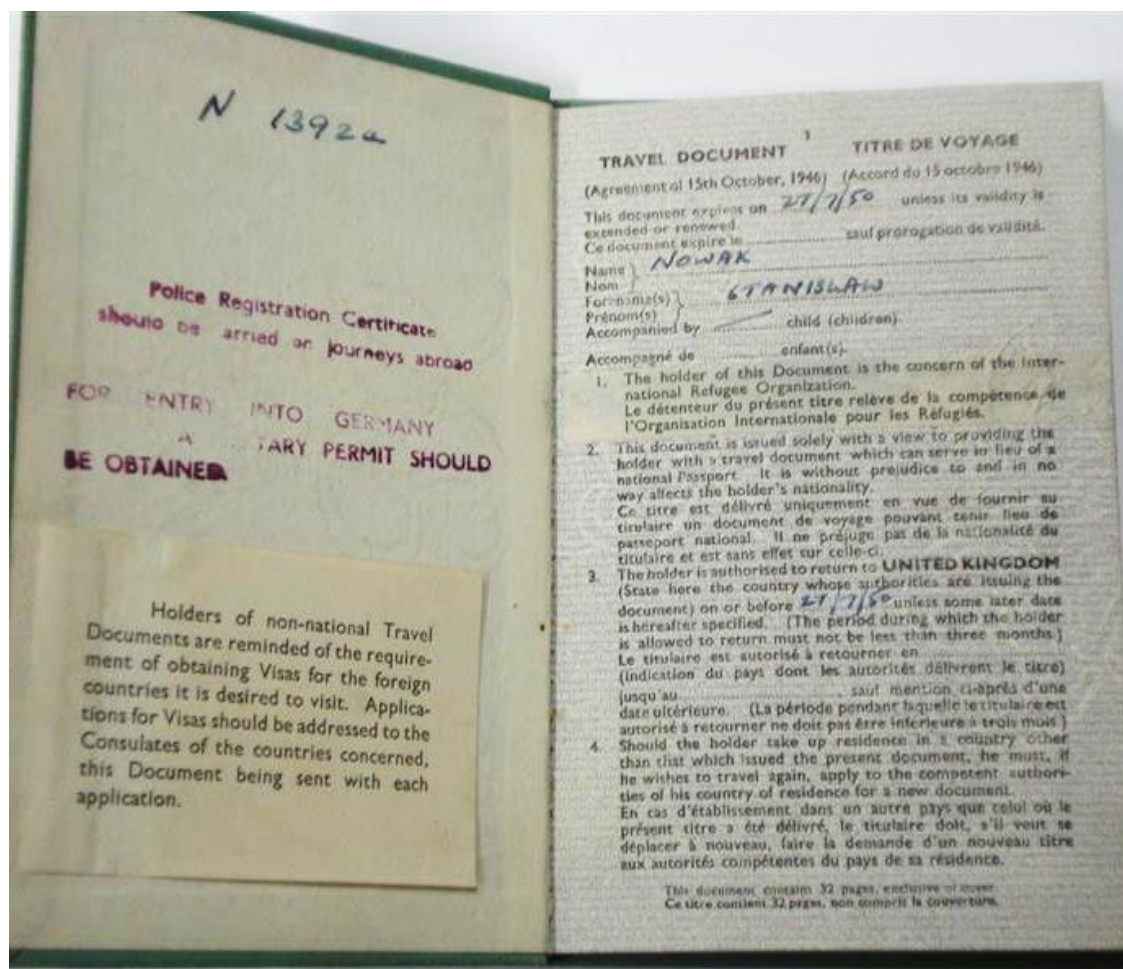 N 1392a
Police Registration Certificate
should be arried on journeys abroad
FOR ENTRY INTO GERMANY
A TARY PERMIT SHOULD
BE OBTAINED
Holders of non-national Travel
Documents are reminded of the require-
ment of obtaining Visas for the foreign
countries it is desired to visit. Applica-
tions for Visas should be addressed to the
Consulates of the countries concerned,
this Document being sent with each
application.
1
TRAVEL DOCUMENT TITRE DE VOYAGE
(Agreement of 15th October, 1946) (Accord du 15 octobre 1946)
This document expires on 27/7/50 unless its validity is
extended or renewed.
Ce document expire le sauf prorogation de validité.
Name } NOWAK
Nom
Forename(s) } STANISLAW
Prénom(s)
Accompanied by child (children).
Accompagné de enfant(s).
1. The holder of this Document is the concern of the Inter-
national Refugee Organization.
Le détenteur du présent titre relève de la compétence de
l'Organisation Internationale pour les Réfugiés.
2. This document is issued solely with a view to providing the
holder with a travel document which can serve in lieu of a
national Passport. It is without prejudice to and in no
way affects the holder's nationality.
Ce titre est délivré uniquement en vue de fournir au
titulaire un document de voyage pouvant tenir lieu de
passeport national. Il ne préjuge pas de la nationalité du
titulaire et est sans effet sur celle-ci.
3. The holder is authorised to return to UNITED KINGDOM
(State here the country whose authorities are issuing the
document) on or before 27/7/50 unless some later date
is hereafter specified. (The period during which the holder
is allowed to return must not be less than three months.)
Le titulaire est autorisé à retourner en
(indication du pays dont les autorités délivrent le titre)
jusqu'au sauf mention ci-après d'une
date ultérieure. (La période pendant laquelle le titulaire est
autorisé à retourner ne doit pas être inférieure à trois mois.)
4. Should the holder take up residence in a country other
than that which issued the present document, he must, if
he wishes to travel again, apply to the competent authori-
ties of his country of residence for a new document.
En cas d'établissement dans un autre pays que celui où le
présent titre a été délivré, le titulaire doit, s'il veut se
déplacer à nouveau, faire la demande d'un nouveau titre
aux autorités compétentes du pays de sa résidence.
This document contains 32 pages, exclusive of cover.
Ce titre contient 32 pages, non compris la couverture.